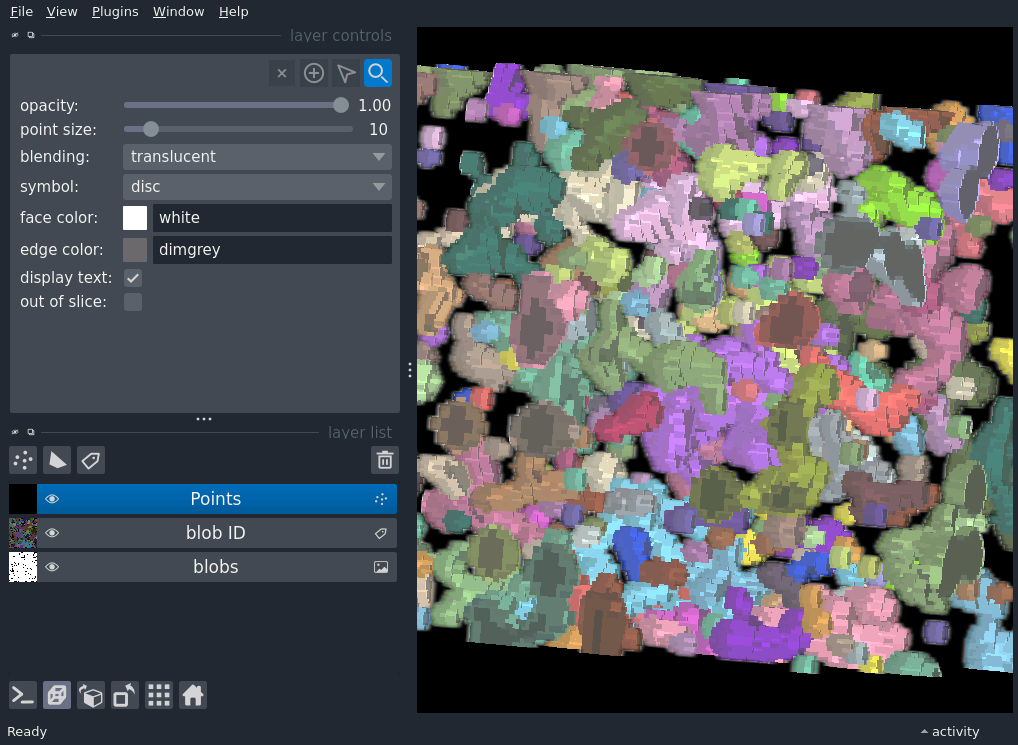 File View Plugins Window Help
layer controls
opacity: 1.00
point size: 10
blending: translucent
symbol: disc
face color: white
edge color: dimgrey
display text:
out of slice:
layer list
Points
blob ID
blobs
Ready activity